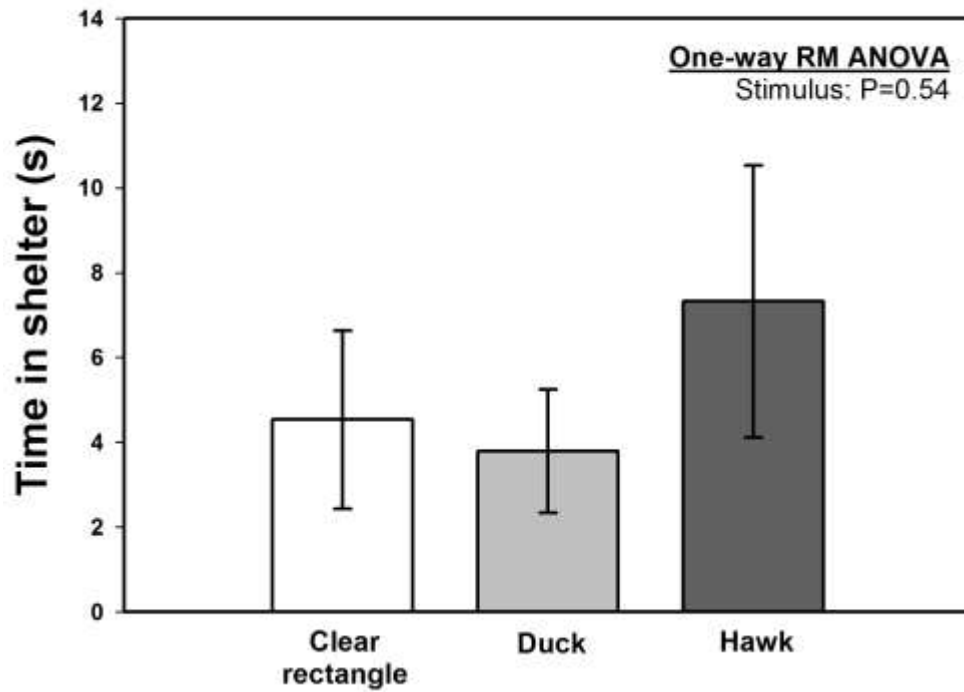 14
One-way RM ANOVA
Stimulus: P=0.54
12
10
8
6
4
2
0
Time in shelter (s)
Clear
rectangle
Duck
Hawk